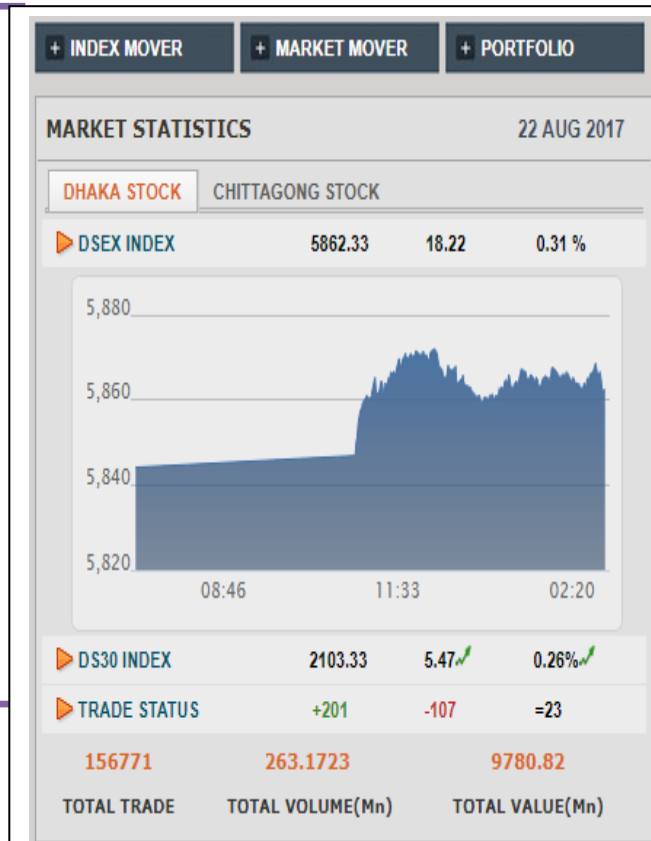 + INDEX MOVER + MARKET MOVER + PORTFOLIO
MARKET STATISTICS 22 AUG 2017
DHAKA STOCK CHITTAGONG STOCK
DSEX INDEX 5862.33 18.22 0.31 %
5,880
5,860
5,840
5,820
08:46 11:33 02:20
DS30 INDEX 2103.33 5.47 0.26%
TRADE STATUS +201 -107 =23
156771 263.1723 9780.82
TOTAL TRADE TOTAL VOLUME(Mn) TOTAL VALUE(Mn)